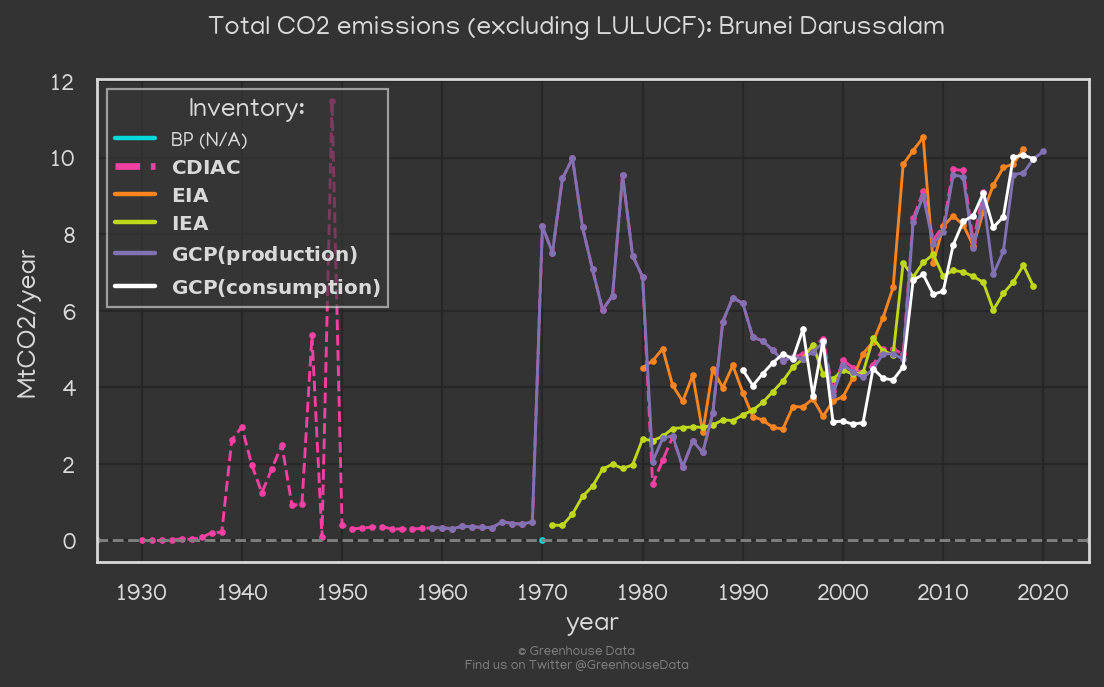 Total CO2 emissions (excluding LULUCF): Brunei Darussalam
MtCO2/year
12
10
8
6
4
2
0
Inventory:
BP (N/A)
CDIAC
EIA
IEA
GCP(production)
GCP(consumption)
1930 1940 1950 1960 1970 1980 1990 2000 2010 2020
year
© Greenhouse Data
Find us on Twitter @GreenhouseData